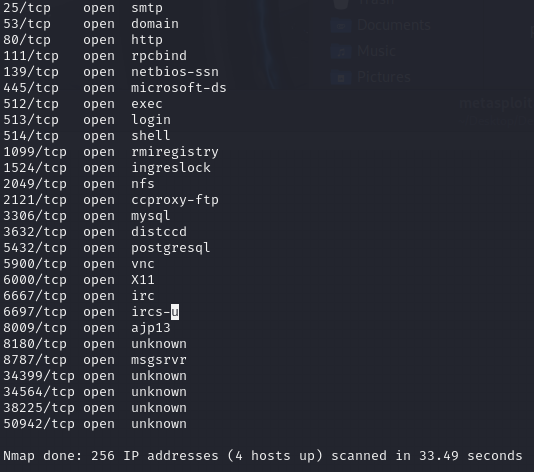 25/tcp open smtp
53/tcp open domain
80/tcp open http
111/tcp open rpcbind
139/tcp open netbios-ssn
445/tcp open microsoft-ds
512/tcp open exec
513/tcp open login
514/tcp open shell
1099/tcp open rmiregistry
1524/tcp open ingreslock
2049/tcp open nfs
2121/tcp open ccproxy-ftp
3306/tcp open mysql
3632/tcp open distccd
5432/tcp open postgresql
5900/tcp open vnc
6000/tcp open X11
6667/tcp open irc
6697/tcp open ircs-u
8009/tcp open ajp13
8180/tcp open unknown
8787/tcp open msgsrvr
34399/tcp open unknown
34564/tcp open unknown
38225/tcp open unknown
50942/tcp open unknown
Nmap done: 256 IP addresses (4 hosts up) scanned in 33.49 seconds
Documents
Music
Pictures